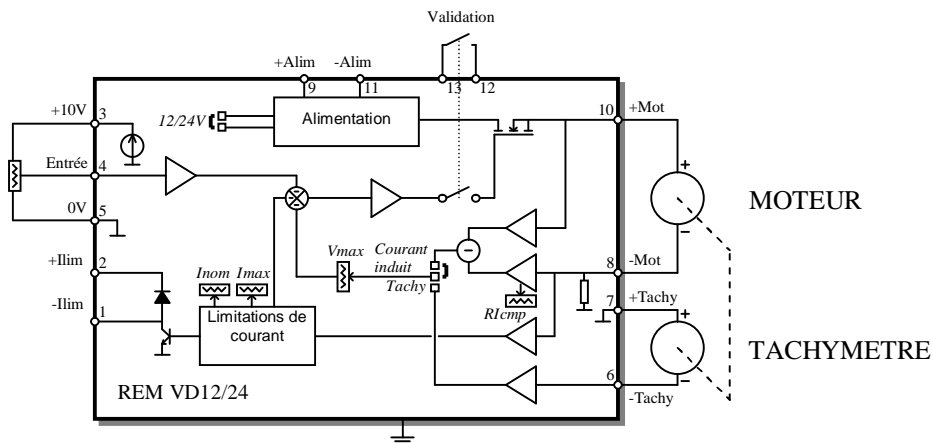 Validation
+Alim
-Alim
9
11
13
12
+10V
3
12/24V
Alimentation
10
+Mot
Entrée
4
0V
5
MOTEUR
+
−
-
Vmax
Courant
induit
Tachy
+Ilim
2
Inom
Imax
8
-Mot
RIcmp
7
+Tachy
-Ilim
1
Limitations de
courant
+
−
TACHYMETRE
6
-Tachy
REM VD12/24